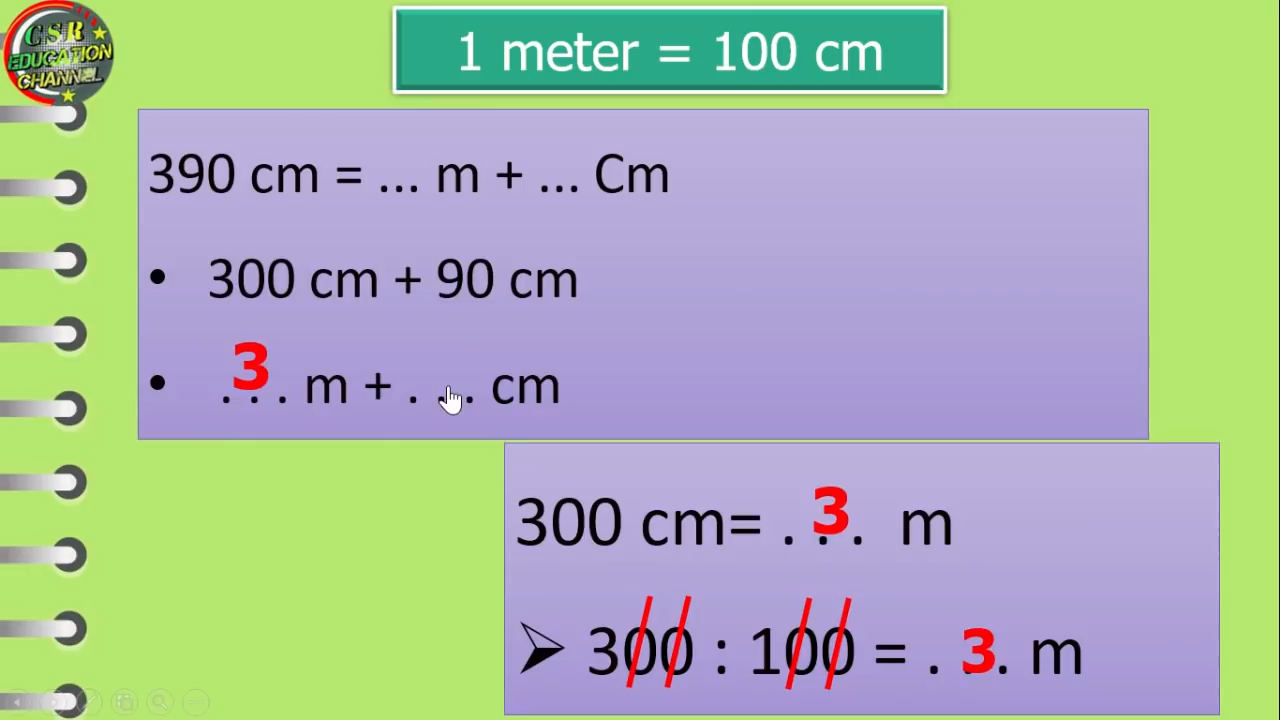 CSR
EDUCATION
CHANNEL
1 meter = 100 cm
390 cm = ... m + ... Cm
• 300 cm + 90 cm
• . 3 . m + . . . cm
300 cm= . 3 . m
➢ 300 : 100 = . 3 . m